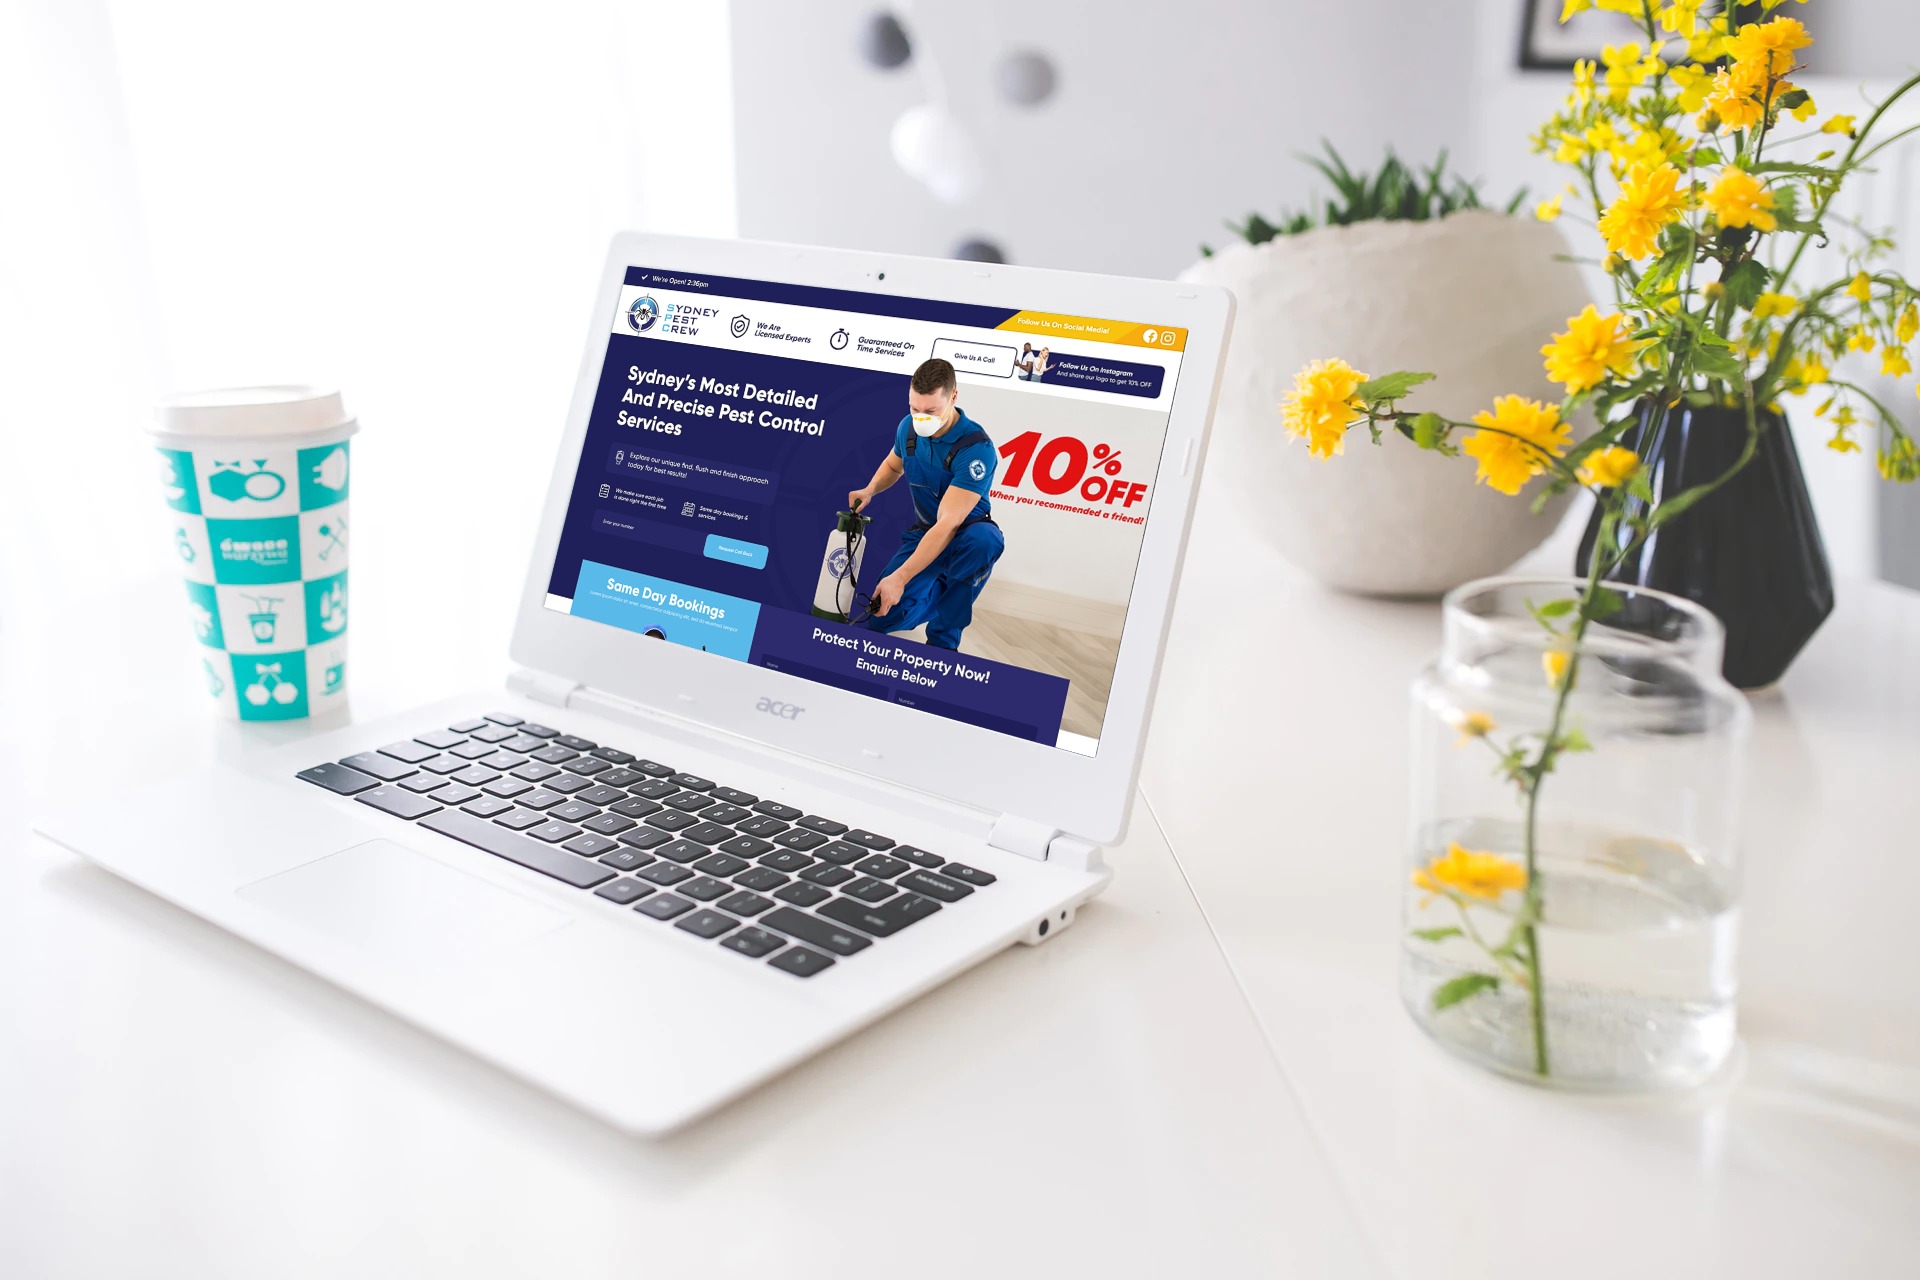 We're Open! 2:36pm
Follow Us On Social Media!
SYDNEY
PEST
CREW
We Are
Licensed Experts
Guaranteed On
Time Services
Give Us A Call
Follow Us On Instagram
And share our logo to get 10% OFF
Sydney's Most Detailed
And Precise Pest Control
Services
Explore our unique find, flush and finish approach
today for best results!
We make sure each job
is done right the first time
Same day bookings &
services
Enter your number
Request Call Back
10%
OFF
When you recommended a friend!
Same Day Bookings
Protect Your Property Now!
Enquire Below
Name
Number
acer
owoce
warzywa
backspace